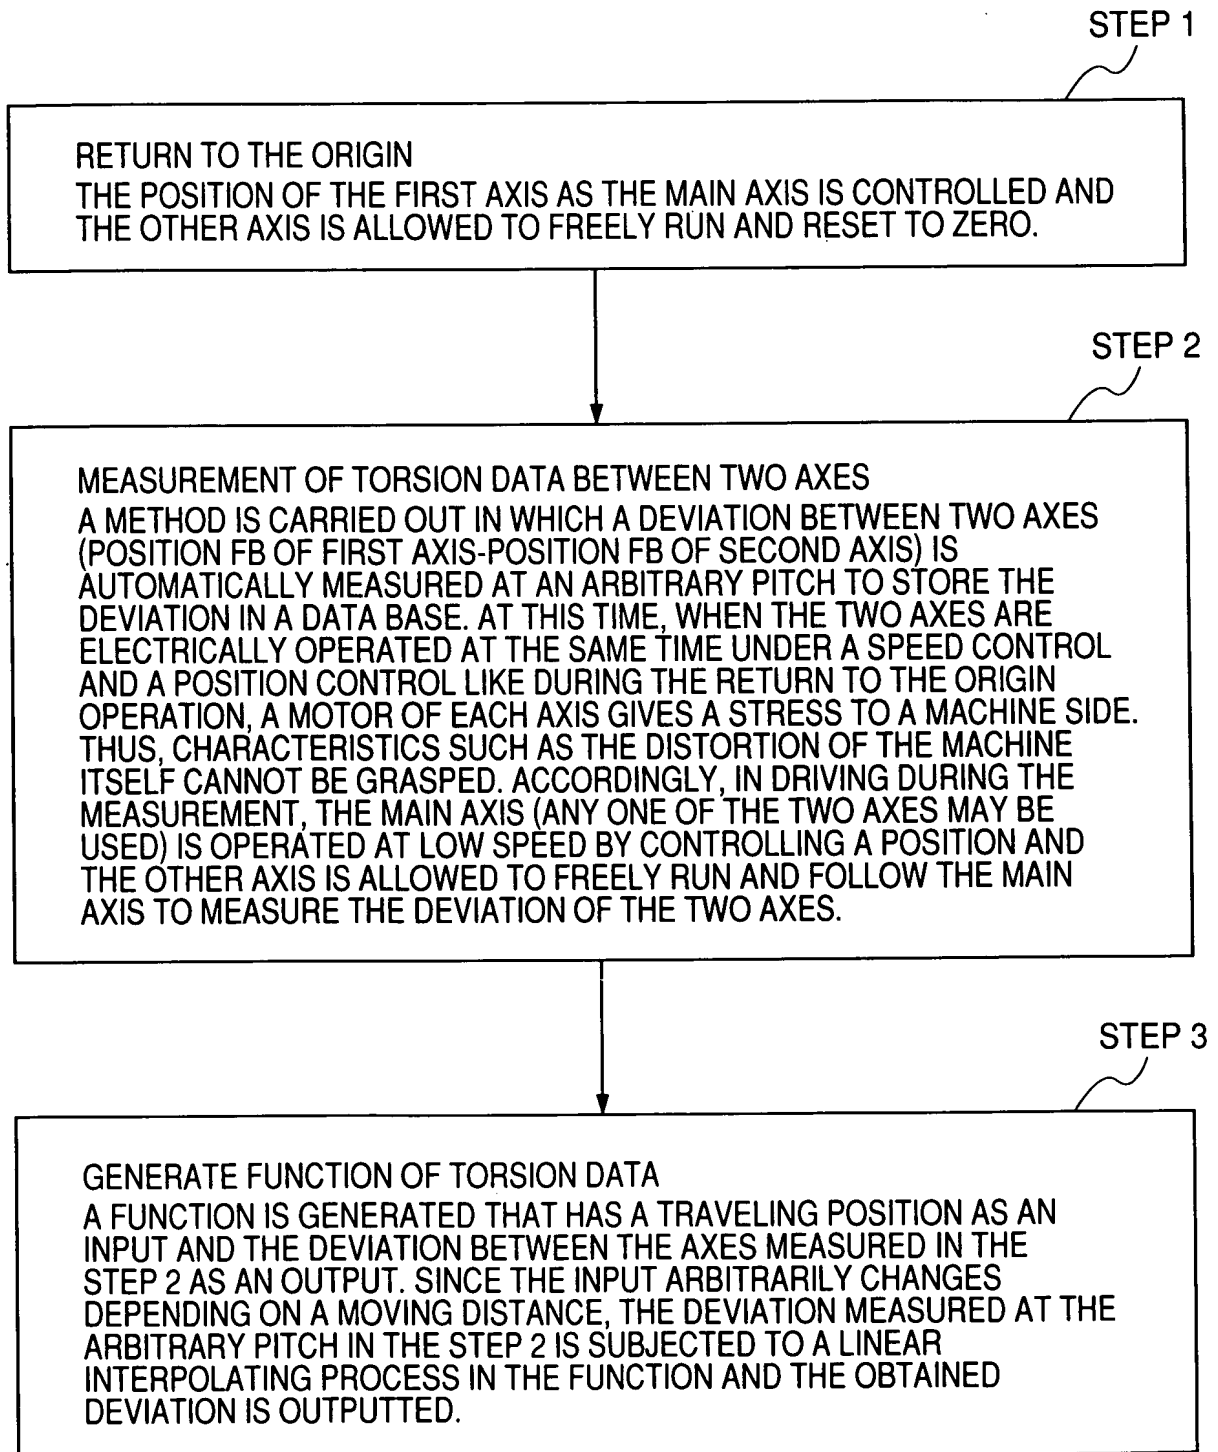 STEP 1
RETURN TO THE ORIGIN
THE POSITION OF THE FIRST AXIS AS THE MAIN AXIS IS CONTROLLED AND
THE OTHER AXIS IS ALLOWED TO FREELY RUN AND RESET TO ZERO.
STEP 2
MEASUREMENT OF TORSION DATA BETWEEN TWO AXES
A METHOD IS CARRIED OUT IN WHICH A DEVIATION BETWEEN TWO AXES
(POSITION FB OF FIRST AXIS-POSITION FB OF SECOND AXIS) IS
AUTOMATICALLY MEASURED AT AN ARBITRARY PITCH TO STORE THE
DEVIATION IN A DATA BASE. AT THIS TIME, WHEN THE TWO AXES ARE
ELECTRICALLY OPERATED AT THE SAME TIME UNDER A SPEED CONTROL
AND A POSITION CONTROL LIKE DURING THE RETURN TO THE ORIGIN
OPERATION, A MOTOR OF EACH AXIS GIVES A STRESS TO A MACHINE SIDE.
THUS, CHARACTERISTICS SUCH AS THE DISTORTION OF THE MACHINE
ITSELF CANNOT BE GRASPED. ACCORDINGLY, IN DRIVING DURING THE
MEASUREMENT, THE MAIN AXIS (ANY ONE OF THE TWO AXES MAY BE
USED) IS OPERATED AT LOW SPEED BY CONTROLLING A POSITION AND
THE OTHER AXIS IS ALLOWED TO FREELY RUN AND FOLLOW THE MAIN
AXIS TO MEASURE THE DEVIATION OF THE TWO AXES.
STEP 3
GENERATE FUNCTION OF TORSION DATA
A FUNCTION IS GENERATED THAT HAS A TRAVELING POSITION AS AN
INPUT AND THE DEVIATION BETWEEN THE AXES MEASURED IN THE
STEP 2 AS AN OUTPUT. SINCE THE INPUT ARBITRARILY CHANGES
DEPENDING ON A MOVING DISTANCE, THE DEVIATION MEASURED AT THE
ARBITRARY PITCH IN THE STEP 2 IS SUBJECTED TO A LINEAR
INTERPOLATING PROCESS IN THE FUNCTION AND THE OBTAINED
DEVIATION IS OUTPUTTED.